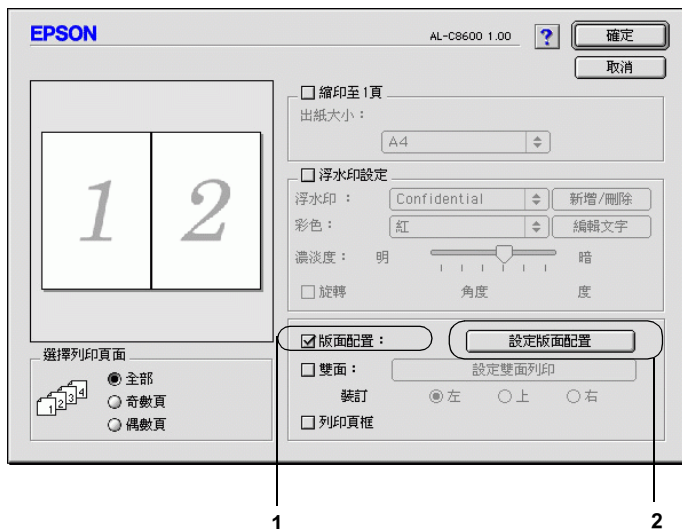 EPSON
AL-C8600 1.00
?
確定
取消
縮印至1頁
出紙大小：
A4
浮水印設定
浮水印：
Confidential
新增/刪除
彩色：
紅
編輯文字
濃淡度：
明
暗
旋轉
角度
度
1 2
版面配置：
設定版面配置
雙面：
設定雙面列印
裝訂
左
上
右
列印頁框
選擇列印頁面
1 2 3 4
全部
奇數頁
偶數頁
1
2